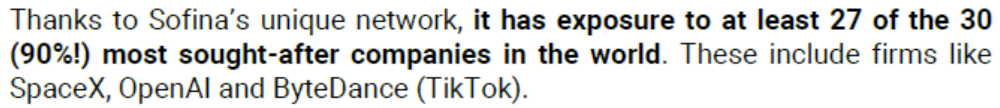 Thanks to Sofina’s unique network, it has exposure to at least 27 of the 30
(90%!) most sought-after companies in the world. These include firms like
SpaceX, OpenAI and ByteDance (TikTok).